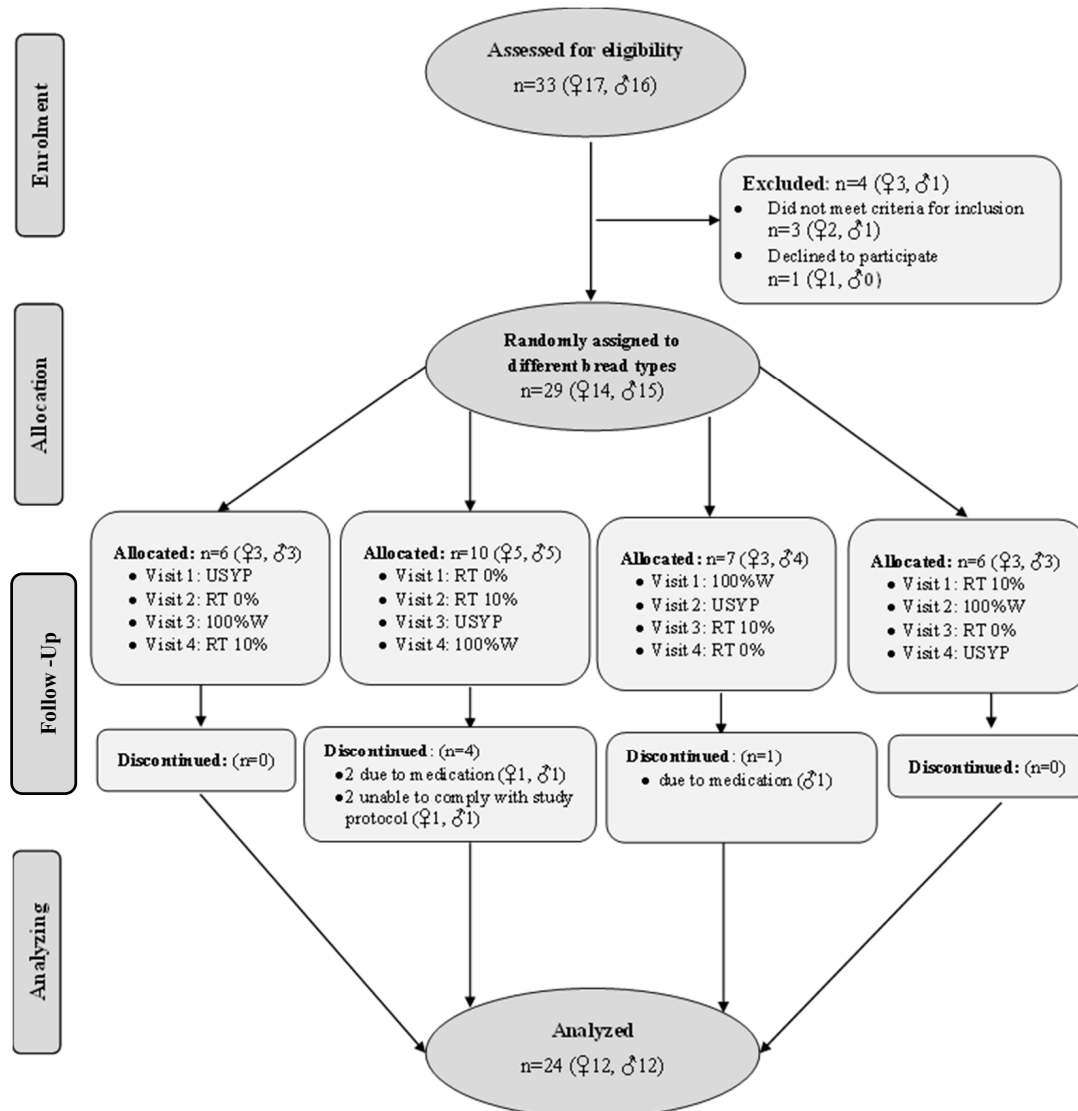 Enrolment
Assessed for eligibility
n=33 (♀17, ♂16)
Excluded: n=4 (♀3, ♂1)
• Did not meet criteria for inclusion
n=3 (♀2, ♂1)
• Declined to participate
n=1 (♀1, ♂0)
Allocation
Randomly assigned to
different bread types
n=29 (♀14, ♂15)
Follow -Up
Allocated: n=6 (♀3, ♂3)
• Visit 1: USYP
• Visit 2: RT 0%
• Visit 3: 100%W
• Visit 4: RT 10%
Allocated: n=10 (♀5, ♂5)
• Visit 1: RT 0%
• Visit 2: RT 10%
• Visit 3: USYP
• Visit 4: 100%W
Allocated: n=7 (♀3, ♂4)
• Visit 1: 100%W
• Visit 2: USYP
• Visit 3: RT 10%
• Visit 4: RT 0%
Allocated: n=6 (♀3, ♂3)
• Visit 1: RT 10%
• Visit 2: 100%W
• Visit 3: RT 0%
• Visit 4: USYP
Discontinued: (n=0)
Discontinued: (n=4)
•2 due to medication (♀1, ♂1)
•2 unable to comply with study
protocol (♀1, ♂1)
Discontinued: (n=1)
• due to medication (♂1)
Discontinued: (n=0)
Analyzing
Analyzed
n=24 (♀12, ♂12)